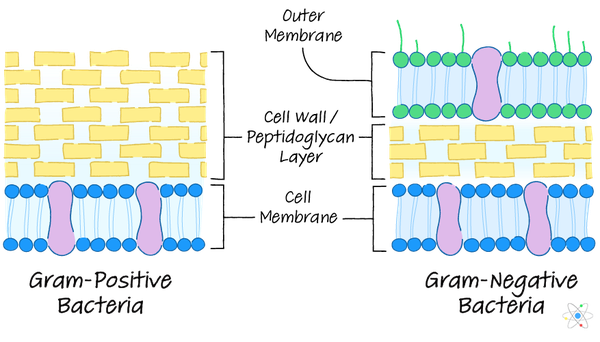 Outer
Membrane
Cell Wall /
Peptidoglycan
Layer
Cell
Membrane
Gram-Positive
Bacteria
Gram-Negative
Bacteria